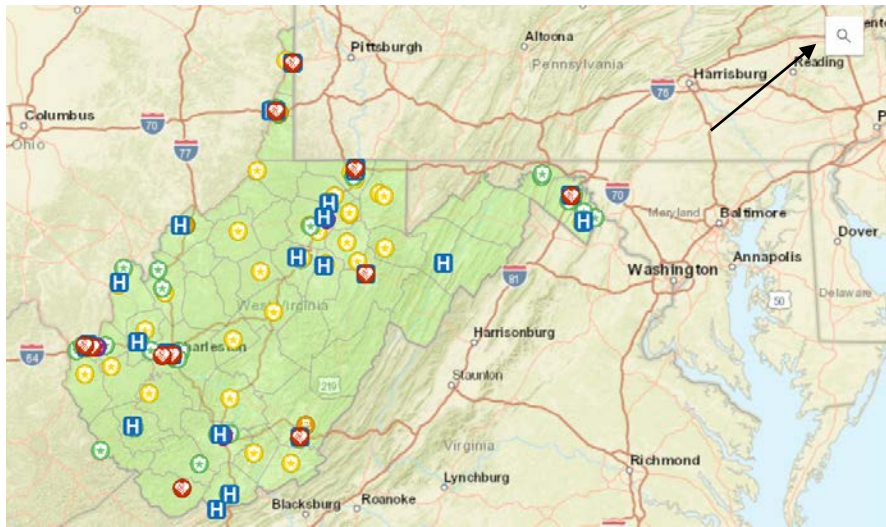 Pittsburgh
Altoona
Pennsylvania
Harrisburg
Reading
76
Columbus
Ohio
70
77
70
Maryland
Baltimore
Dover
Annapolis
Washington
Delaware
50
81
H
H
H
H
H
H
H
H
West Virginia
Harrisonburg
64
H
Charleston
219
Staunton
H
H
Virginia
Richmond
Lynchburg
H
H
Blacksburg
Roanoke